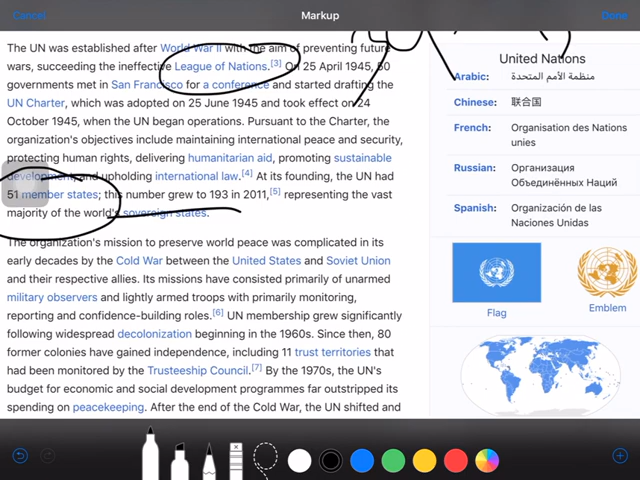 Cancel
Markup
Done
The UN was established after World War II with the aim of preventing future
wars, succeeding the ineffective League of Nations.[3] On 25 April 1945, 50
governments met in San Francisco for a conference and started drafting the
UN Charter, which was adopted on 25 June 1945 and took effect on 24
October 1945, when the UN began operations. Pursuant to the Charter, the
organization's objectives include maintaining international peace and security,
protecting human rights, delivering humanitarian aid, promoting sustainable
development, and upholding international law.[4] At its founding, the UN had
51 member states; this number grew to 193 in 2011,[5] representing the vast
majority of the world's sovereign states.
The organization's mission to preserve world peace was complicated in its
early decades by the Cold War between the United States and Soviet Union
and their respective allies. Its missions have consisted primarily of unarmed
military observers and lightly armed troops with primarily monitoring,
reporting and confidence-building roles.[6] UN membership grew significantly
following widespread decolonization beginning in the 1960s. Since then, 80
former colonies have gained independence, including 11 trust territories that
had been monitored by the Trusteeship Council.[7] By the 1970s, the UN's
budget for economic and social development programmes far outstripped its
spending on peacekeeping. After the end of the Cold War, the UN shifted and
United Nations
Arabic: منظمة الأمم المتحدة
Chinese: 联合国
French: Organisation des Nations
unies
Russian: Организация
Объединённых Наций
Spanish: Organización de las
Naciones Unidas
Flag
Emblem